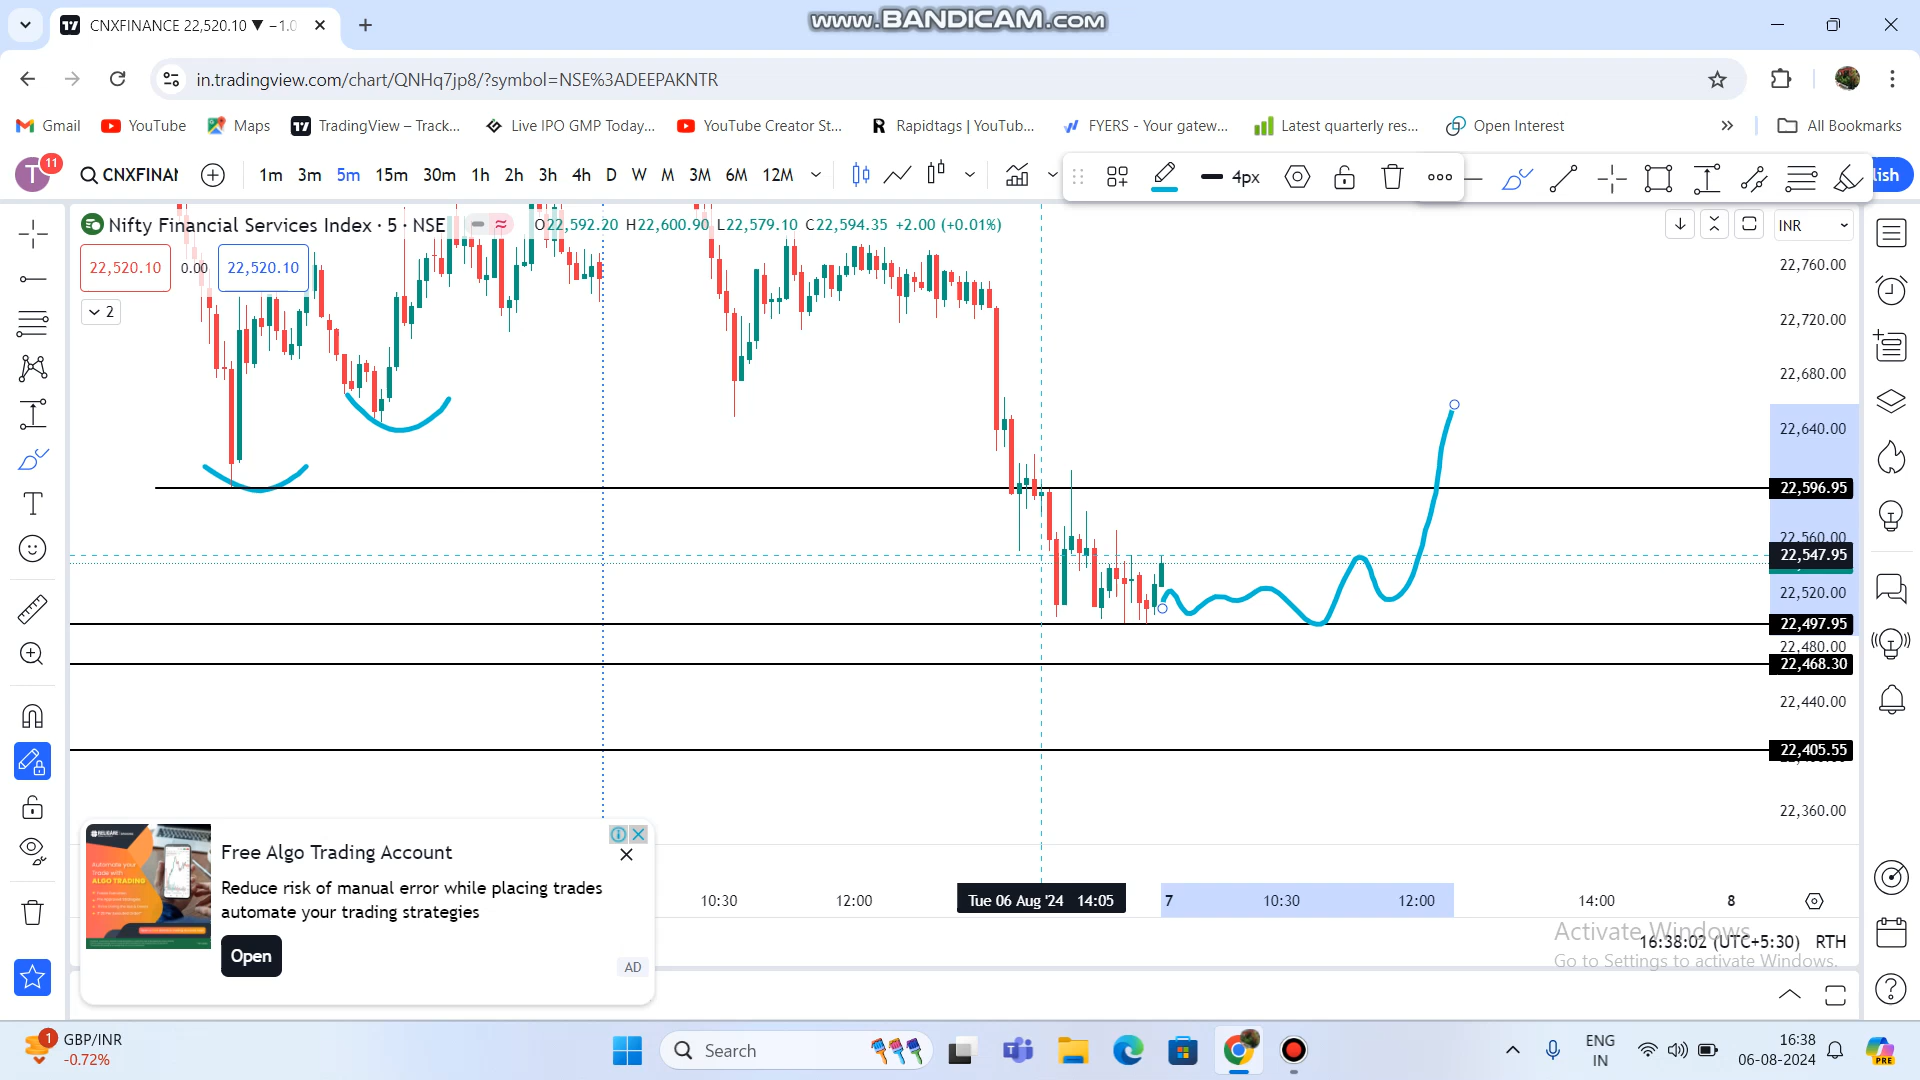 www.BANDICAM.com
CNXFINANCE 22,520.10 ▼ −1.0
in.tradingview.com/chart/QNHq7jp8/?symbol=NSE%3ADEEPAKNTR
Gmail YouTube Maps TradingView – Track... Live IPO GMP Today... YouTube Creator St... Rapidtags | YouTub... FYERS - Your gatew... Latest quarterly res... Open Interest » All Bookmarks
T 11 CNXFINAN 1m 3m 5m 15m 30m 1h 2h 3h 4h D W M 3M 6M 12M 4px lish
Nifty Financial Services Index · 5 · NSE O22,592.20 H22,600.90 L22,579.10 C22,594.35 +2.00 (+0.01%) INR
22,520.10 0.00 22,520.10
2
22,760.00
22,720.00
22,680.00
22,640.00
22,596.95
22,560.00
22,547.95
22,520.00
22,497.95
22,480.00
22,468.30
22,440.00
22,405.55
22,360.00
Free Algo Trading Account
Reduce risk of manual error while placing trades
automate your trading strategies
Open
AD
10:30 12:00 Tue 06 Aug '24 14:05 7 10:30 12:00 14:00 8
Activate Windows
16:38:02 (UTC+5:30) RTH
Go to Settings to activate Windows.
1 GBP/INR
-0.72%
Search
ENG
IN
16:38
06-08-2024
PRE